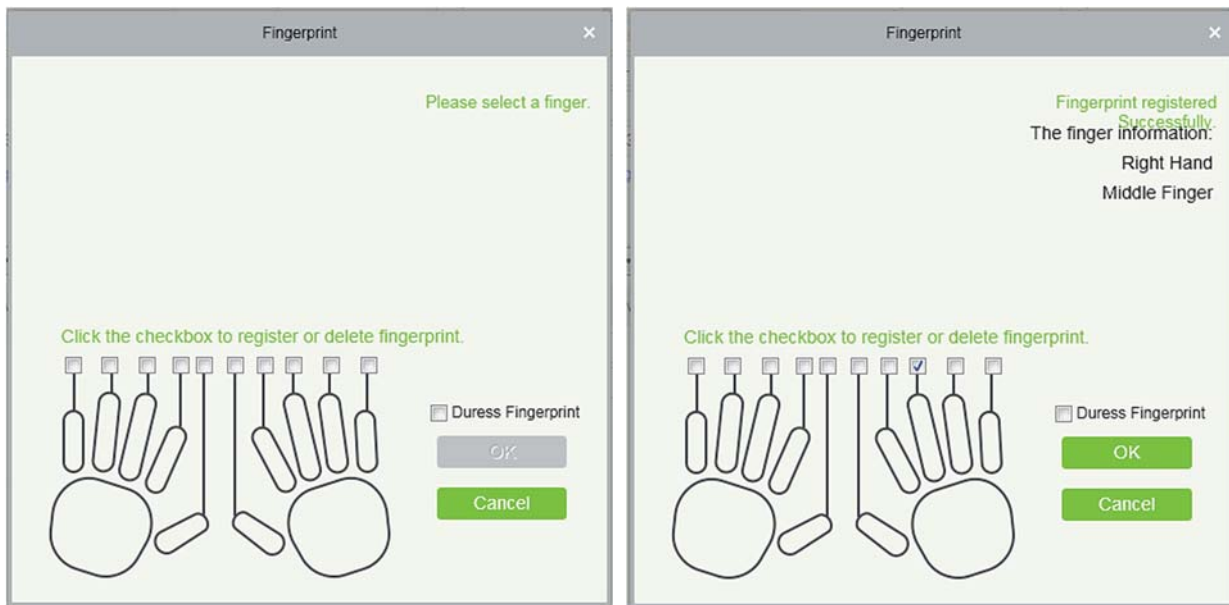 Fingerprint
Please select a finger.
Click the checkbox to register or delete fingerprint.
Duress Fingerprint
OK
Cancel
Fingerprint
Fingerprint registered
Successfully.
The finger information:
Right Hand
Middle Finger
Click the checkbox to register or delete fingerprint.
Duress Fingerprint
OK
Cancel